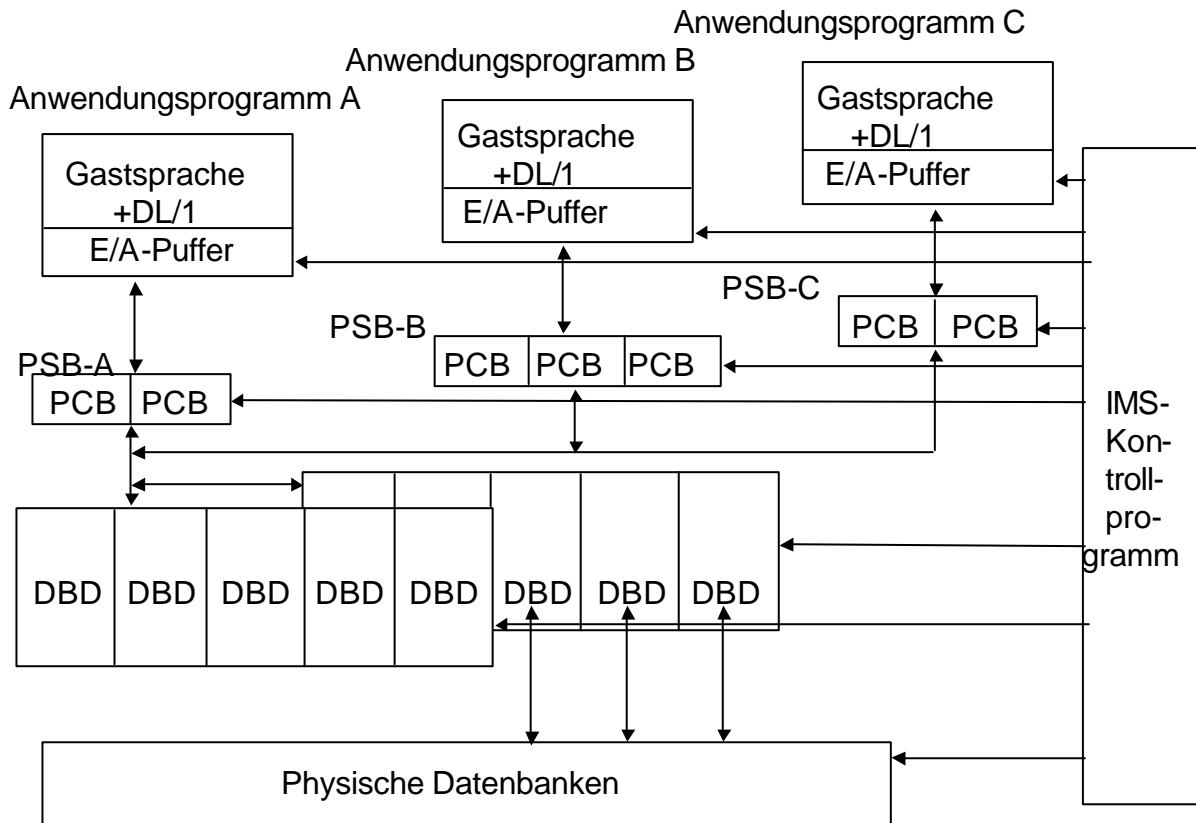 Anwendungsprogramm C
Anwendungsprogramm B
Anwendungsprogramm A
Gastsprache
+DL/1
E/A-Puffer
Gastsprache
+DL/1
E/A-Puffer
Gastsprache
+DL/1
E/A-Puffer
PSB-C
PCB PCB
PSB-B
PCB PCB PCB
PSB-A
PCB PCB
IMS-
Kon-
troll-
pro-
gramm
DBD DBD DBD DBD DBD DBD DBD DBD
Physische Datenbanken